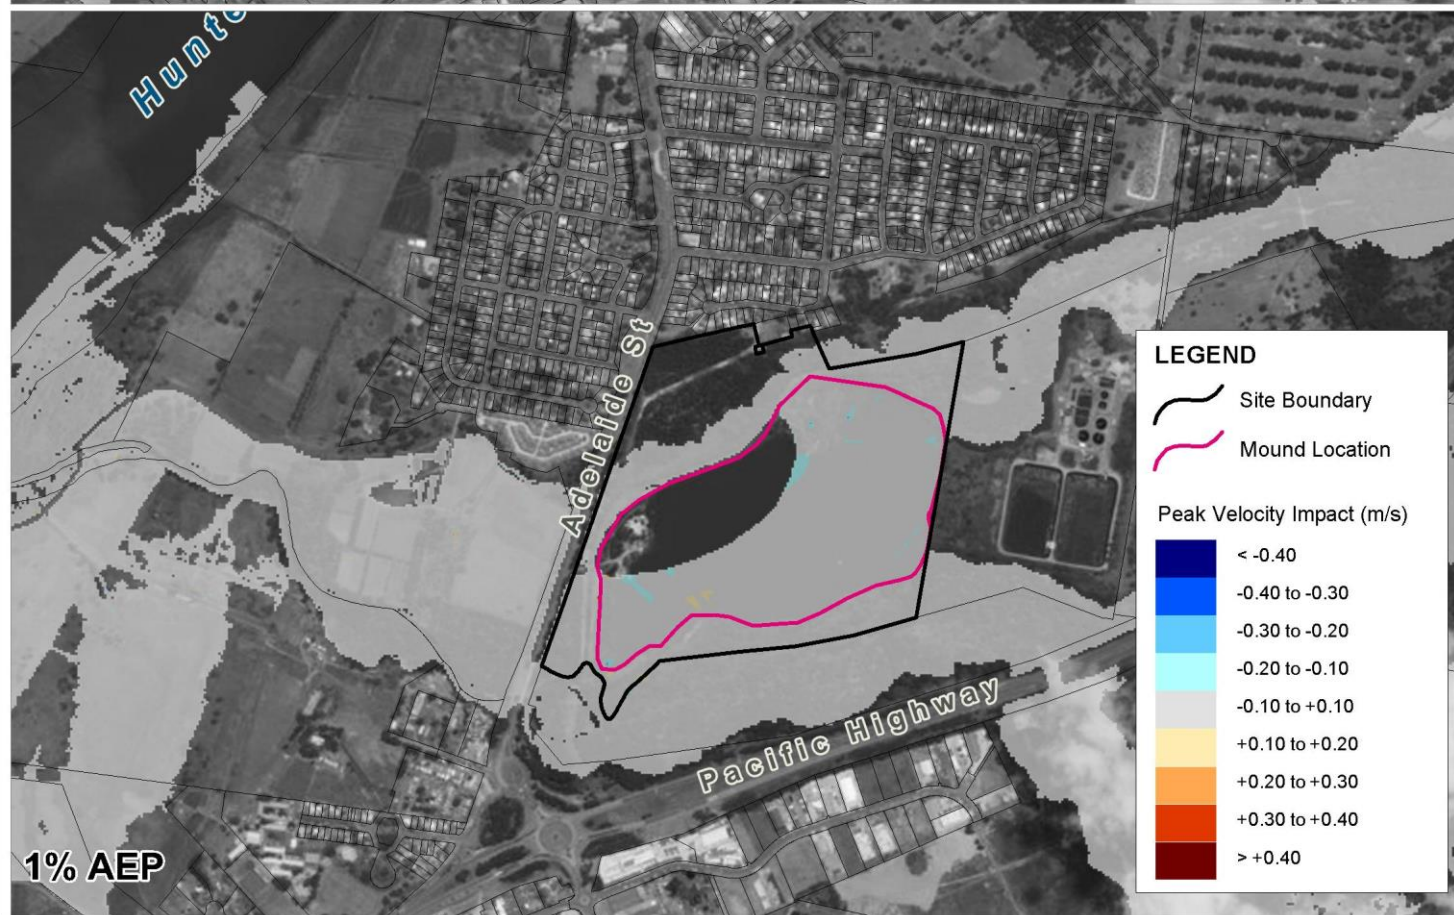 Hunte
Adelaide St
Pacific Highway
1% AEP
LEGEND
Site Boundary
Mound Location
Peak Velocity Impact (m/s)
< -0.40
-0.40 to -0.30
-0.30 to -0.20
-0.20 to -0.10
-0.10 to +0.10
+0.10 to +0.20
+0.20 to +0.30
+0.30 to +0.40
> +0.40